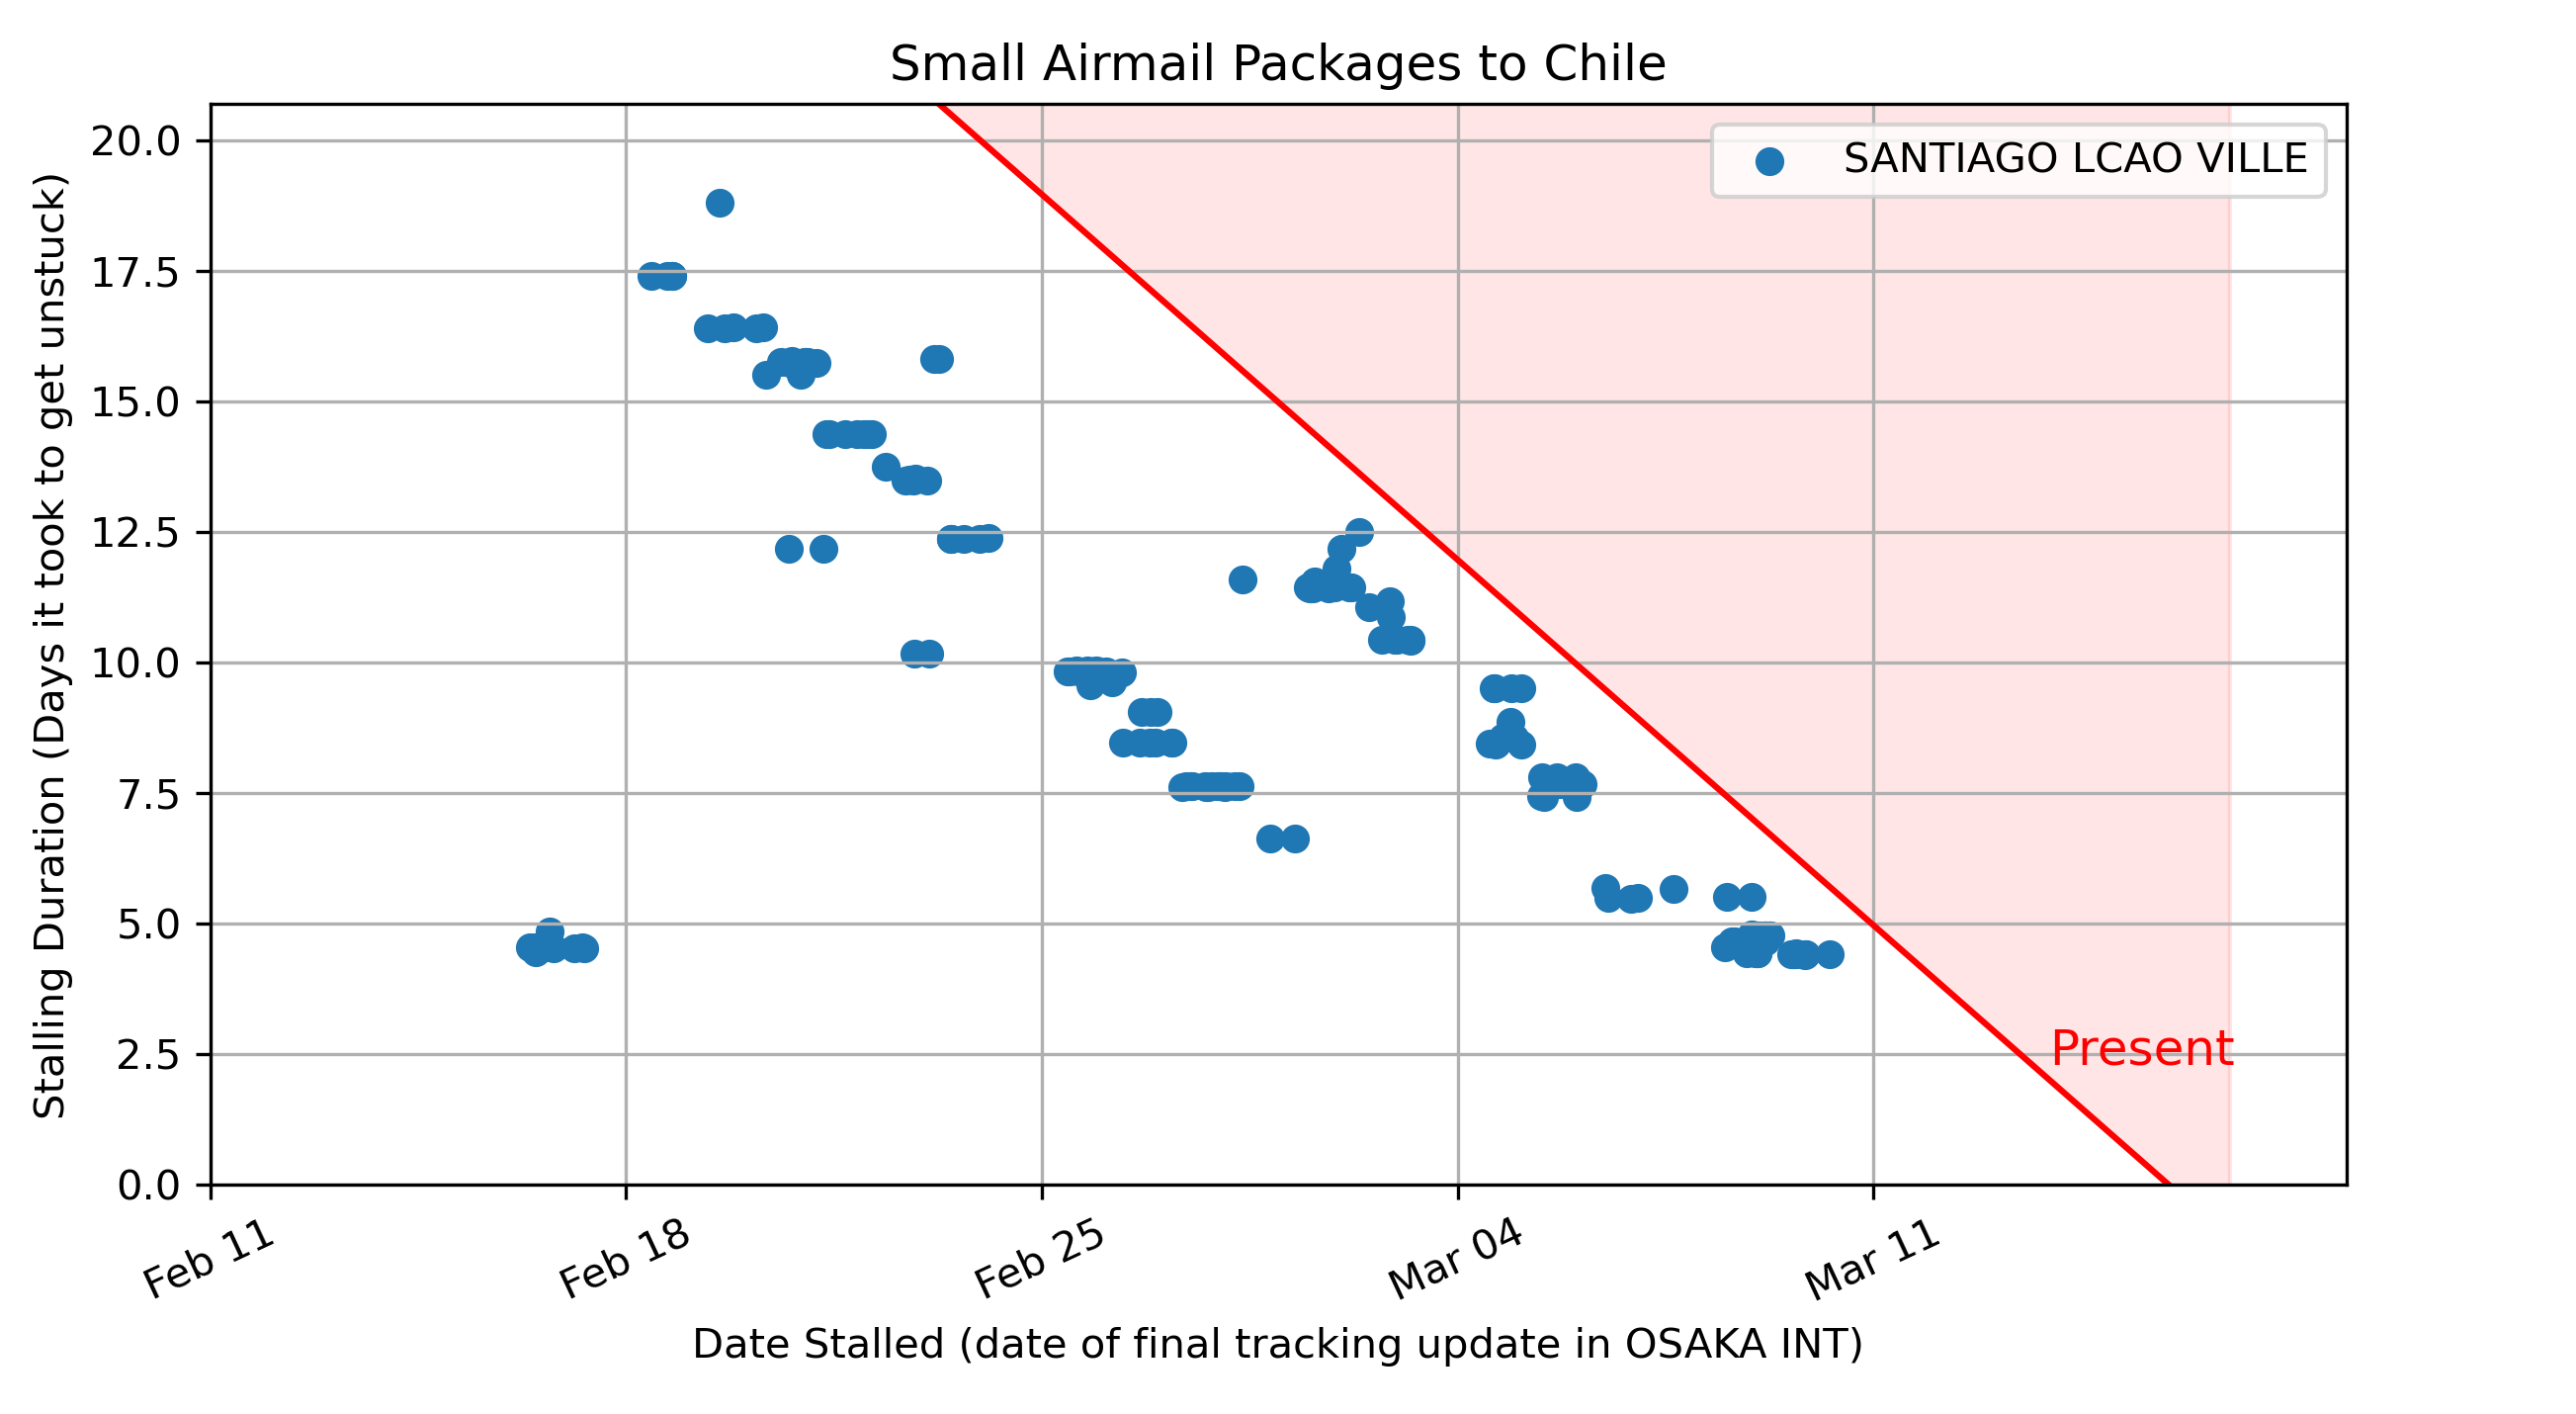 Small Airmail Packages to Chile
SANTIAGO LCAO VILLE
Stalling Duration (Days it took to get unstuck)
20.0
17.5
15.0
12.5
10.0
7.5
5.0
2.5
0.0
Present
Feb 11
Feb 18
Feb 25
Mar 04
Mar 11
Date Stalled (date of final tracking update in OSAKA INT)